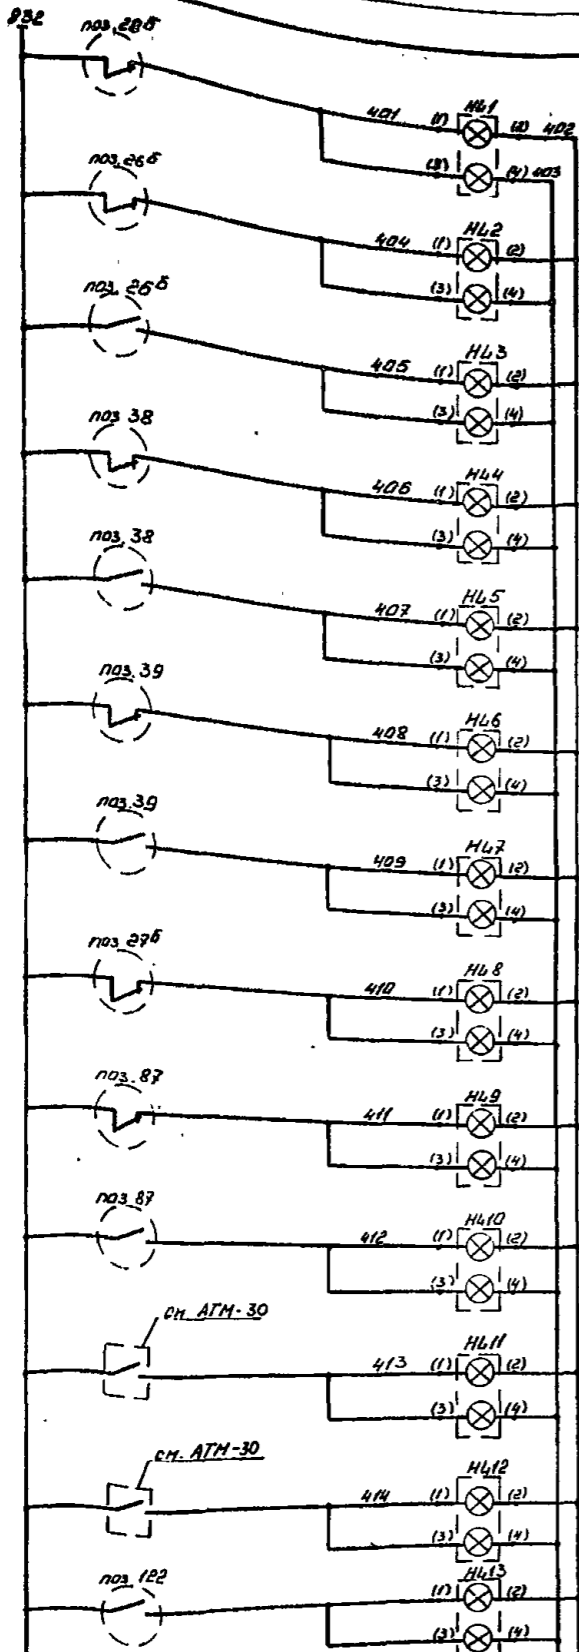 832
поз. 28б
401 (1) HL1 (2) 402
(3) (4) 403
поз. 26б
404 (1) HL2 (2)
(3) (4)
поз. 26б
405 (1) HL3 (2)
(3) (4)
поз 38
406 (1) HL4 (2)
(3) (4)
поз. 38
407 (1) HL5 (2)
(3) (4)
поз. 39
408 (1) HL6 (2)
(3) (4)
поз. 39
409 (1) HL7 (2)
(3) (4)
поз. 27б
410 (1) HL8 (2)
(3) (4)
поз. 87
411 (1) HL9 (2)
(3) (4)
поз 87
412 (1) HL10 (2)
(3) (4)
см АТМ-30
413 (1) HL11 (2)
(3) (4)
см. АТМ-30
414 (1) HL12 (2)
(3) (4)
поз 122
(1) HL13 (2)
(3) (4)